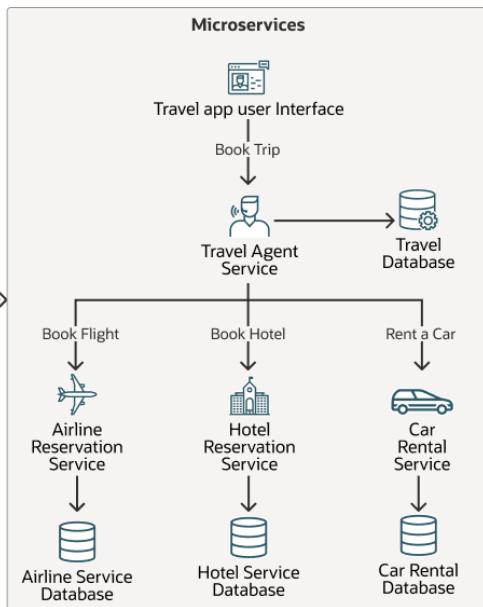 Microservices
Travel app user Interface
Book Trip
Travel Agent
Service
Travel
Database
Book Flight
Book Hotel
Rent a Car
Airline
Reservation
Service
Hotel
Reservation
Service
Car
Rental
Service
Airline Service
Database
Hotel Service
Database
Car Rental
Database